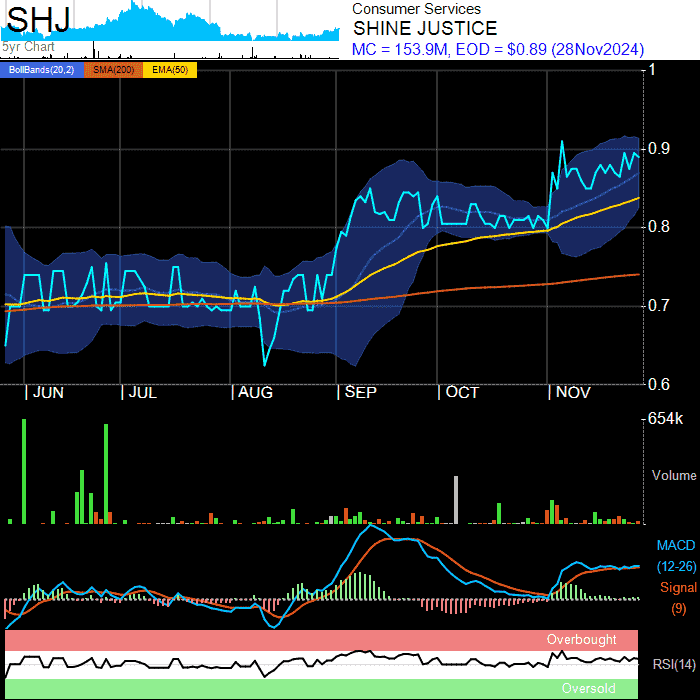 SHJ
5yr Chart
Consumer Services
SHINE JUSTICE
MC = 153.9M, EOD = $0.89 (28Nov2024)
BollBands(20,2) SMA(200) EMA(50)
1
0.9
0.8
0.7
0.6
JUN JUL AUG SEP OCT NOV
654k
Volume
MACD
(12-26)
Signal
(9)
Overbought
RSI(14)
Oversold